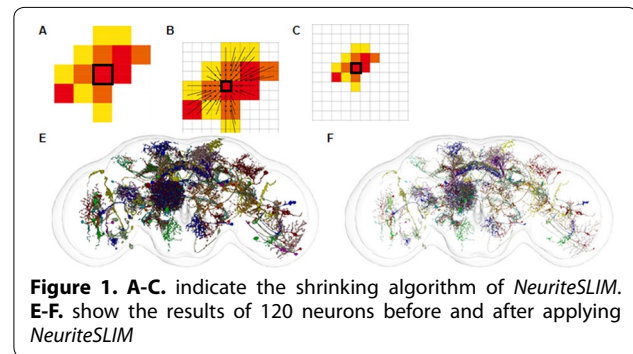 A
B
C
E
F
Figure 1. A-C. indicate the shrinking algorithm of NeuriteSLIM.
E-F. show the results of 120 neurons before and after applying
NeuriteSLIM